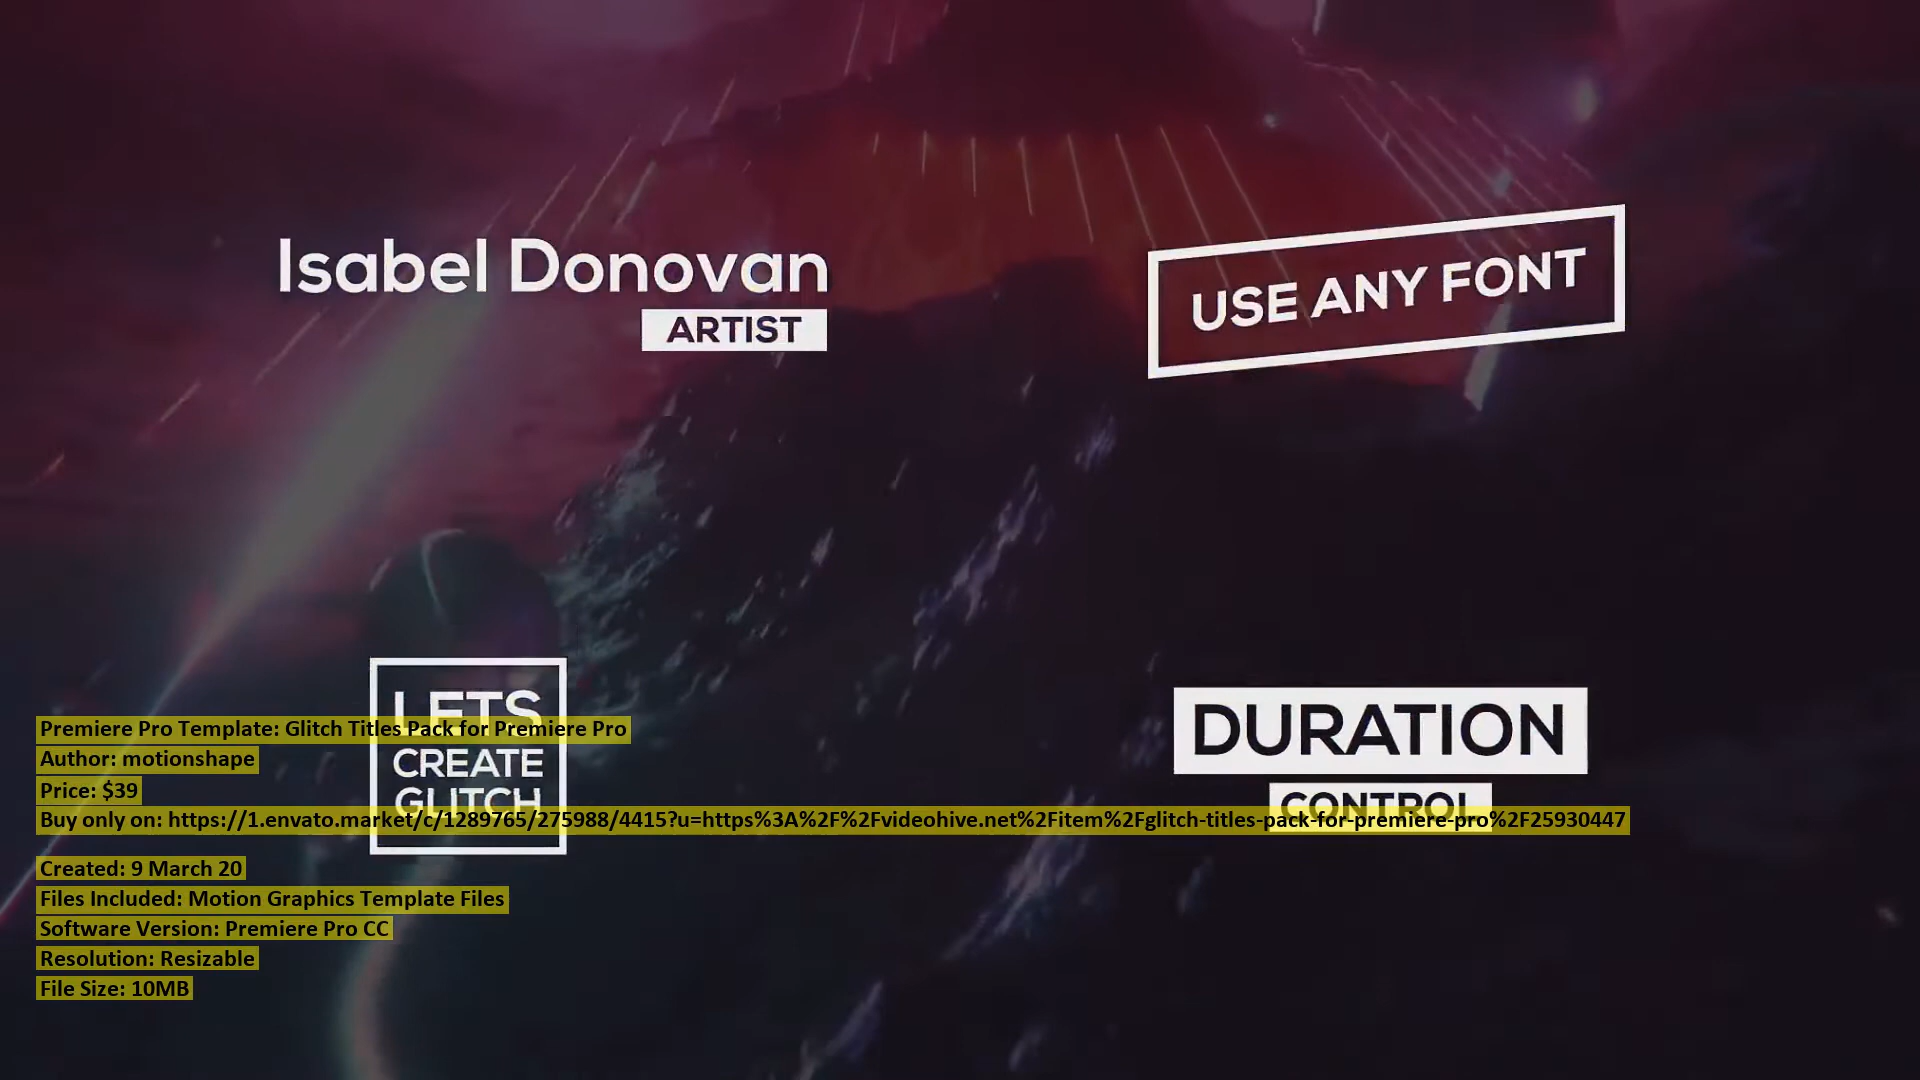 Isabel Donovan
ARTIST
USE ANY FONT
LETS
CREATE
GLITCH
DURATION
CONTROL
Premiere Pro Template: Glitch Titles Pack for Premiere Pro
Author: motionshape
Price: $39
Buy only on: https://1.envato.market/c/1289765/275988/4415?u=https%3A%2F%2Fvideohive.net%2Fitem%2Fglitch-titles-pack-for-premiere-pro%2F25930447
Created: 9 March 20
Files Included: Motion Graphics Template Files
Software Version: Premiere Pro CC
Resolution: Resizable
File Size: 10MB